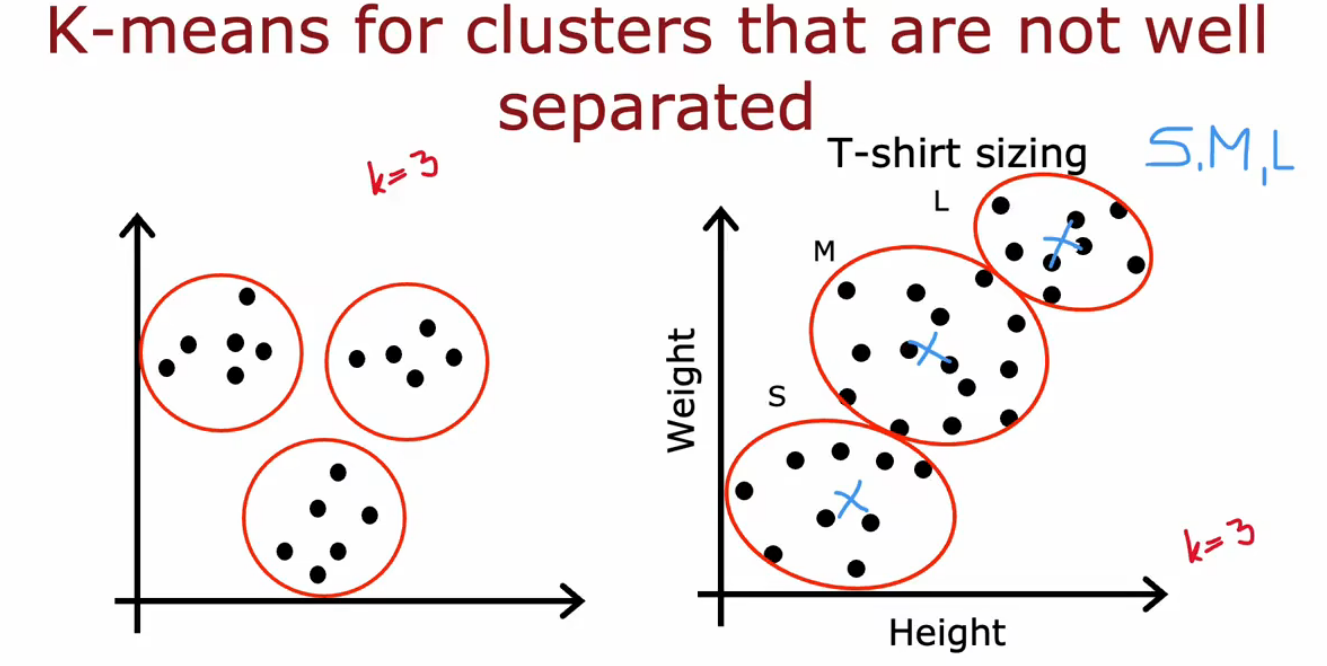 K-means for clusters that are not well
separated
k=3
T-shirt sizing
S,M,L
L
M
S
Weight
Height
k=3